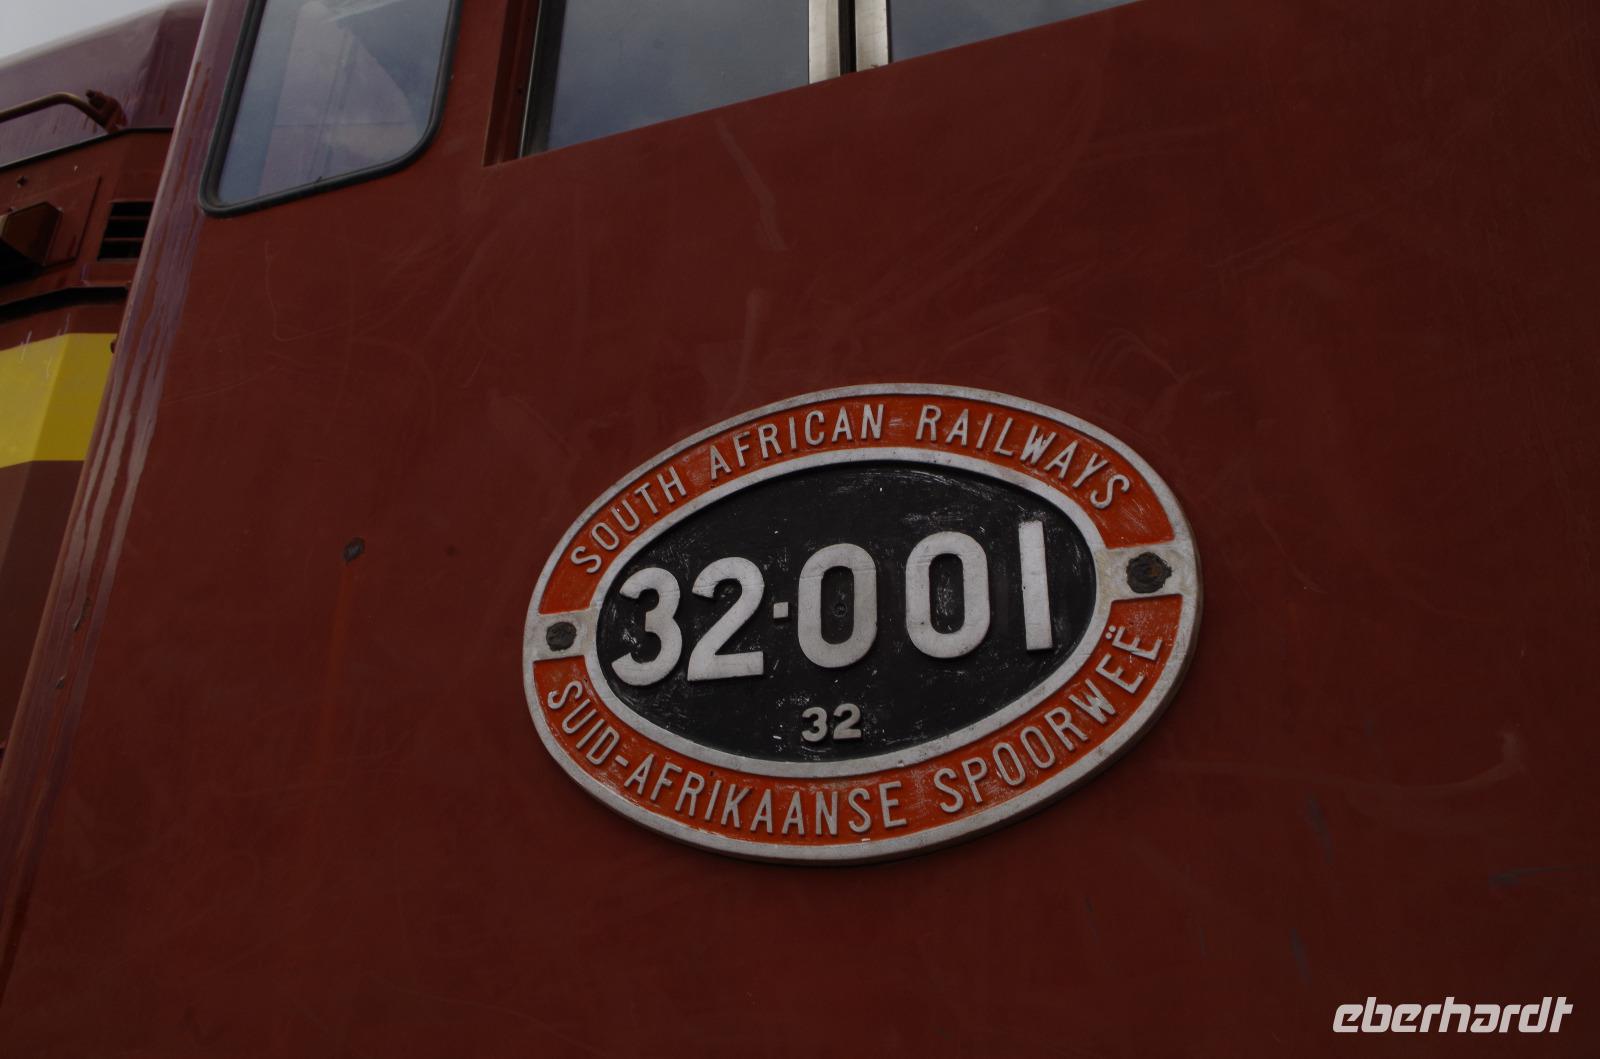 SOUTH AFRICAN RAILWAYS
32·001
32
SUID-AFRIKAANSE SPOORWEË
eberhardt